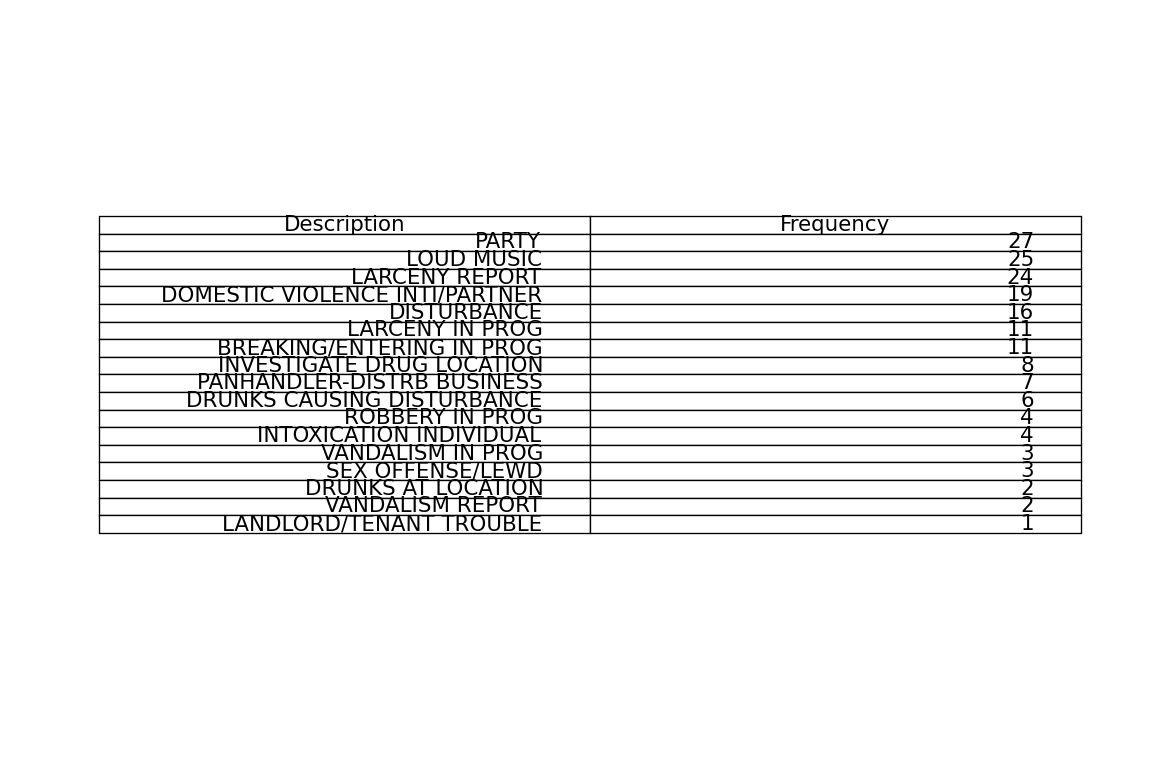 Description Frequency
PARTY 27
LOUD MUSIC 25
LARCENY REPORT 24
DOMESTIC VIOLENCE INTI/PARTNER 19
DISTURBANCE 16
LARCENY IN PROG 11
BREAKING/ENTERING IN PROG 11
INVESTIGATE DRUG LOCATION 8
PANHANDLER-DISTRB BUSINESS 7
DRUNKS CAUSING DISTURBANCE 6
ROBBERY IN PROG 4
INTOXICATION INDIVIDUAL 4
VANDALISM IN PROG 3
SEX OFFENSE/LEWD 3
DRUNKS AT LOCATION 2
VANDALISM REPORT 2
LANDLORD/TENANT TROUBLE 1